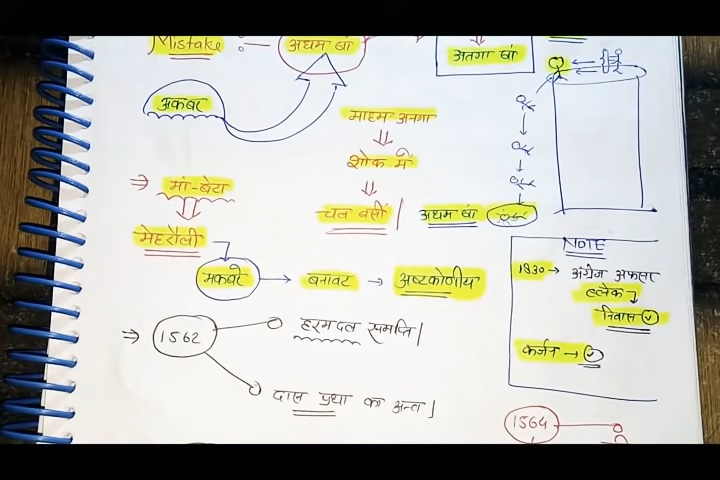 Mistake :— अधम खां
अतगा खां
अकबर
माहम अनगा
शोक में
चल बसीं |
अधम खां
⇒ मां-बेटा
मेहरौली
मकबरे → बनावट → अष्टकोणीय
NOTE
1830 → अंग्रेज अफसर
ब्लेक
निवास
कर्जन →
⇒ 1562
हरमदल समाप्ति |
दास प्रथा का अन्त |
1564